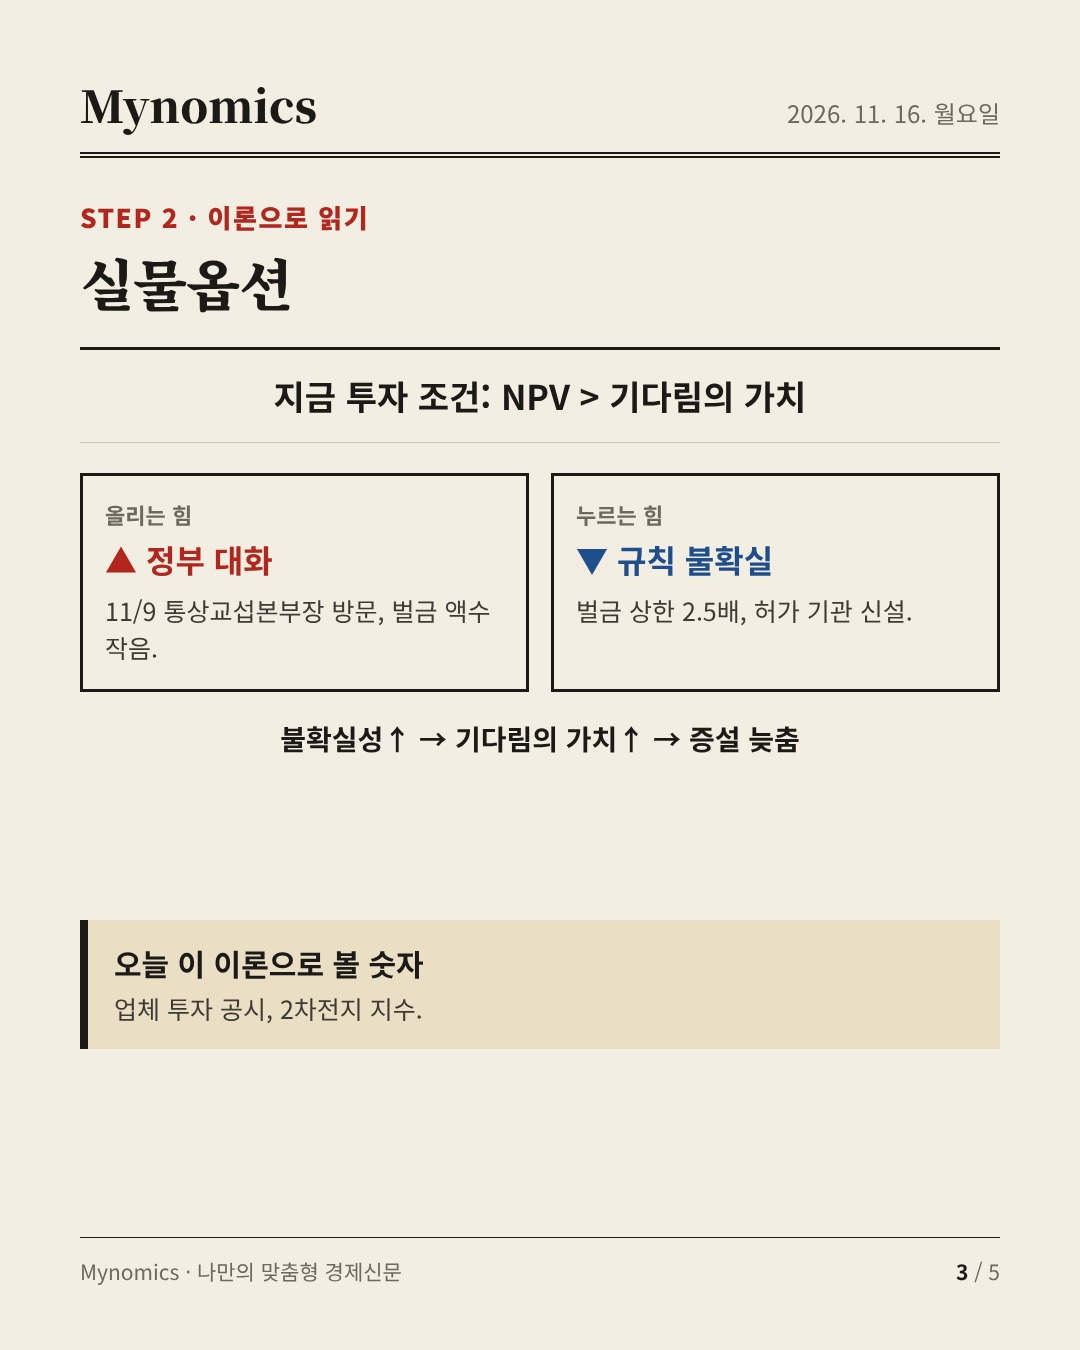 Mynomics
2026. 11. 16. 월요일
STEP 2 · 이론으로 읽기
실물옵션
지금 투자 조건: NPV > 기다림의 가치
올리는 힘
▲ 정부 대화
11/9 통상교섭본부장 방문, 벌금 액수
작음.
누르는 힘
▼ 규칙 불확실
벌금 상한 2.5배, 허가 기관 신설.
불확실성↑ → 기다림의 가치↑ → 증설 늦춤
오늘 이 이론으로 볼 숫자
업체 투자 공시, 2차전지 지수.
Mynomics · 나만의 맞춤형 경제신문
3 / 5